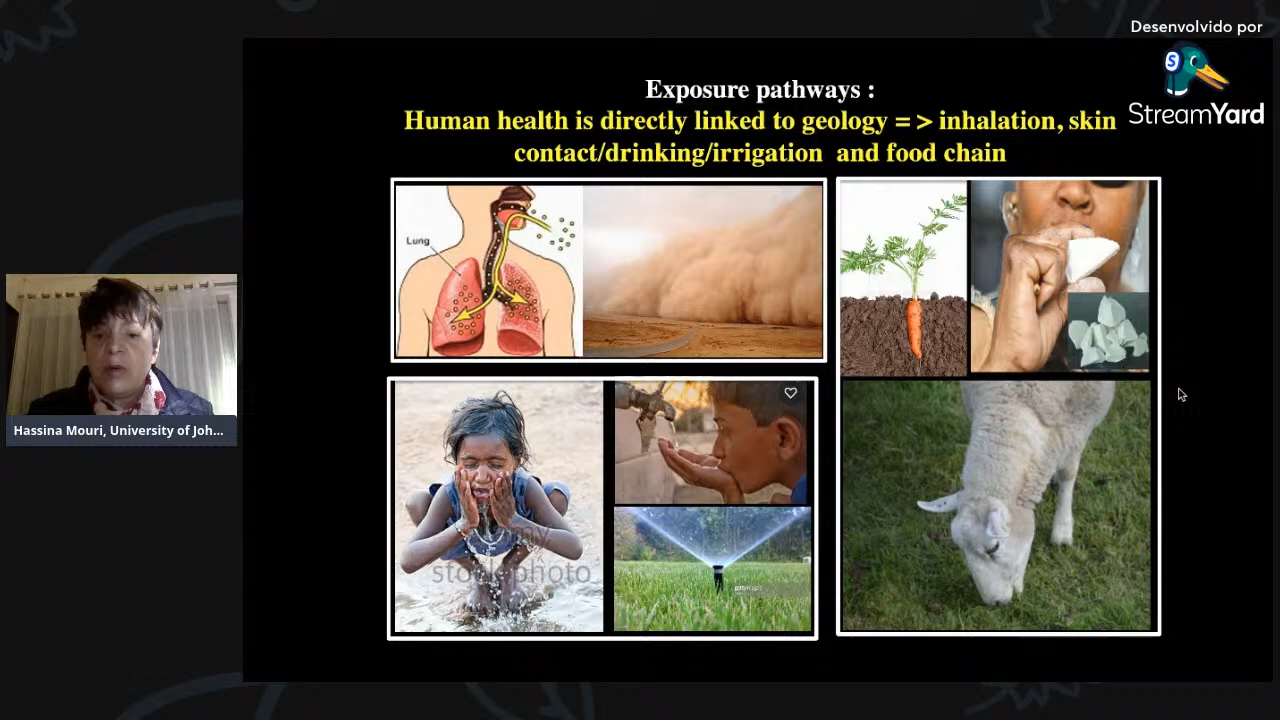 Desenvolvido por
StreamYard
Exposure pathways :
Human health is directly linked to geology = > inhalation, skin
contact/drinking/irrigation and food chain
Lung
Hassina Mouri, University of Joh...
stock photo